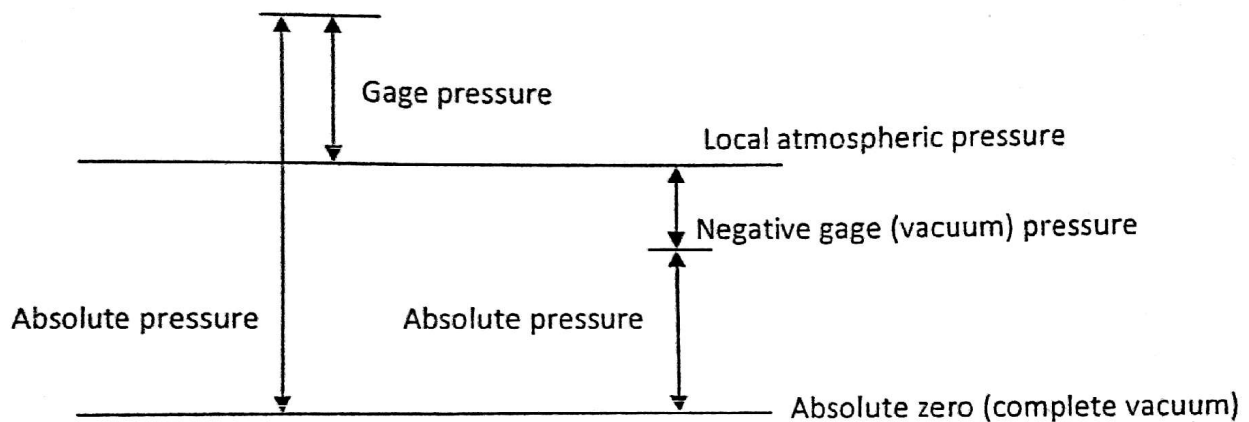 Gage pressure
Local atmospheric pressure
Negative gage (vacuum) pressure
Absolute pressure
Absolute pressure
Absolute zero (complete vacuum)